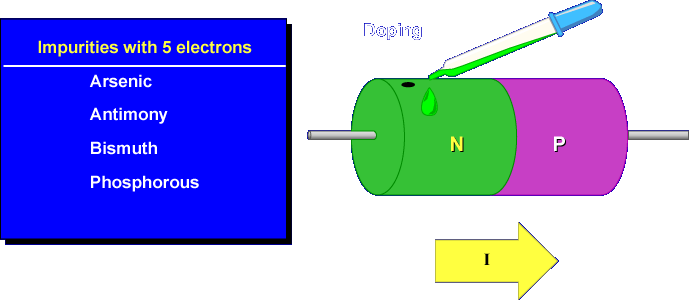 Impurities with 5 electrons
Arsenic
Antimony
Bismuth
Phosphorous
Doping
N
P
I